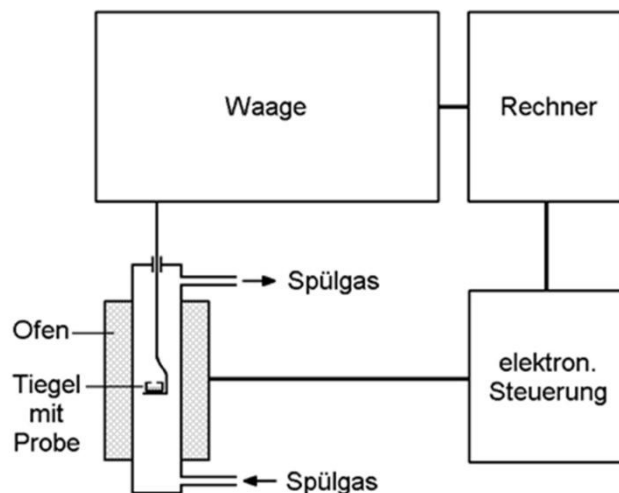 Waage
Rechner
Spülgas
Ofen
Tiegel
mit
Probe
elektron.
Steuerung
Spülgas